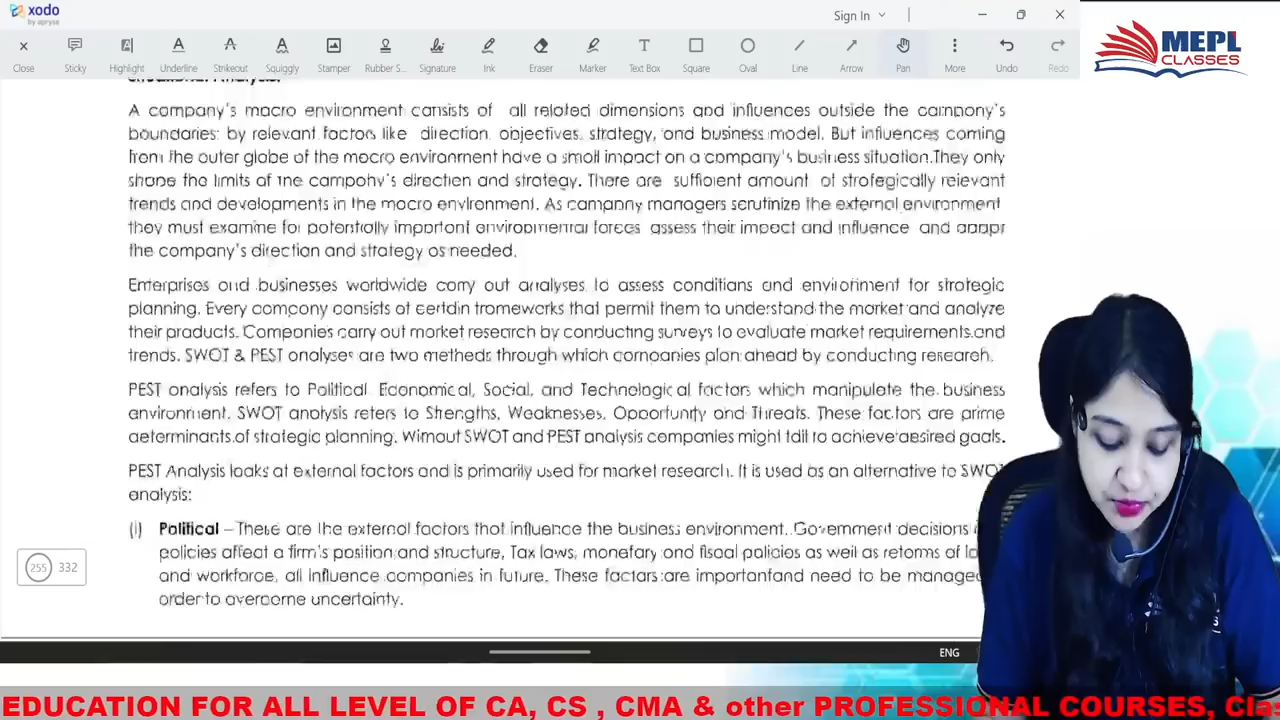 xodo
by apryse
Sign In
Close Sticky Highlight Underline Strikeout Squiggly Stamper Rubber Signature Pen Eraser Marker Text Box Square Oval Line Arrow Pan More Undo Redo
MEPL
CLASSES
Analysis.
A company's macro environment consists of all related dimensions and influences outside the company's
boundaries: by relevant factors like direction, objectives, strategy, and business model. But influences coming
from the outer globe of the macro environment have a small impact on a company's business situation. They only
shape the limits of the company's direction and strategy. There are sufficient amount of strategically relevant
trends and developments in the macro environment. As company managers scrutinize the external environment
they must examine for potentially important environmental forces assess their impact and influence and adapt
the company's direction and strategy as needed.
Enterprises and businesses worldwide carry out analyses to assess conditions and environment for strategic
planning. Every company consists of certain frameworks that permit them to understand the market and analyze
their products. Companies carry out market research by conducting surveys to evaluate market requirements and
trends. SWOT & PEST analyses are two methods through which companies plan ahead by conducting research.
PEST analysis refers to Political Economical, Social, and Technological factors which manipulate the business
environment. SWOT analysis refers to Strengths, Weaknesses, Opportunity and Threats. These factors are prime
determinants of strategic planning. Without SWOT and PEST analysis companies might fail to achieve desired goals.
PEST Analysis looks at external factors and is primarily used for market research. It is used as an alternative to SWOT
analysis:
(i) Political – These are the external factors that influence the business environment. Government decisions
policies affect a firm's position and structure, Tax laws, monetary and fiscal policies as well as reforms of
and workforce, all influence companies in future. These factors are important and need to be managed
order to overcome uncertainty.
255 332
ENG
EDUCATION FOR ALL LEVEL OF CA, CS , CMA & other PROFESSIONAL COURSES, Cla